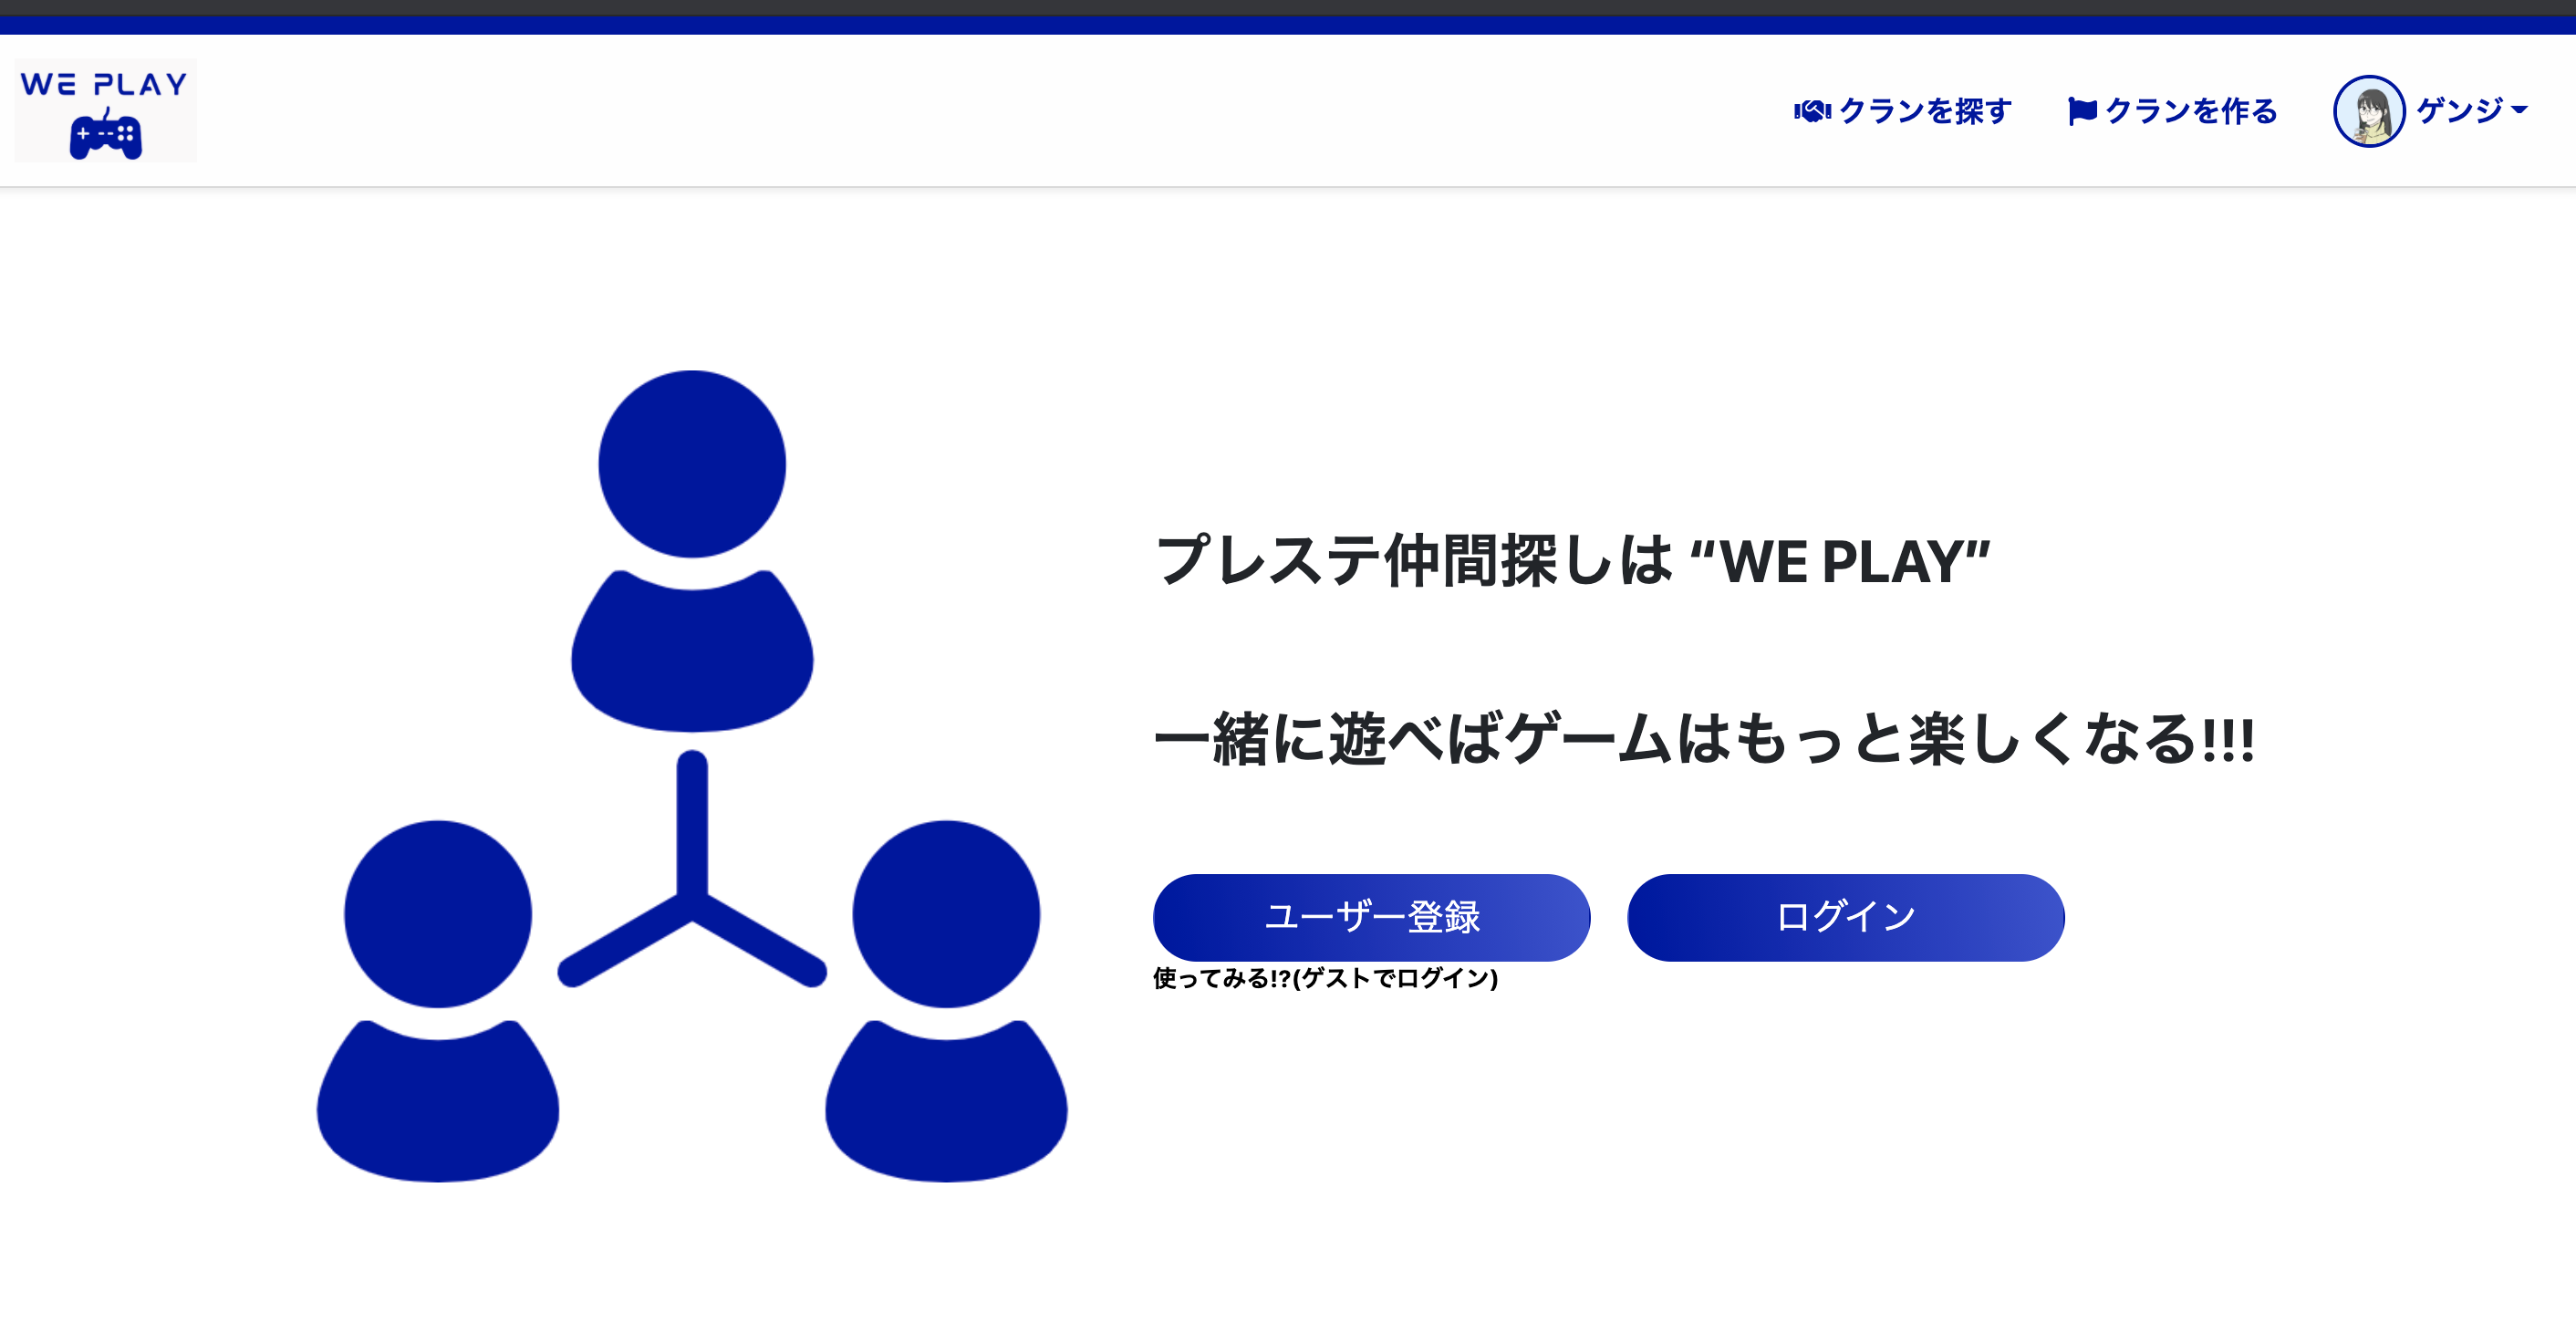 WE PLAY
クランを探す
クランを作る
ゲンジ
プレステ仲間探しは “WE PLAY”
一緒に遊べばゲームはもっと楽しくなる!!!
ユーザー登録
ログイン
使ってみる!?(ゲストでログイン)